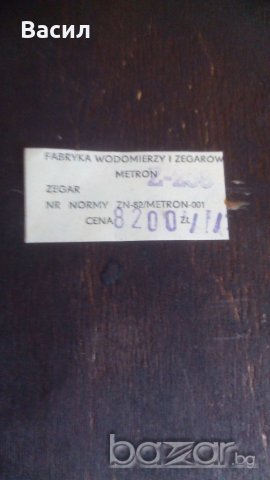 Васил
FABRYKA WODOMIERZY I ZEGARÓW
METRON
ZEGAR
NR NORMY ZN-82/METRON-001
CENA 8200 ZŁ
bazar.bg